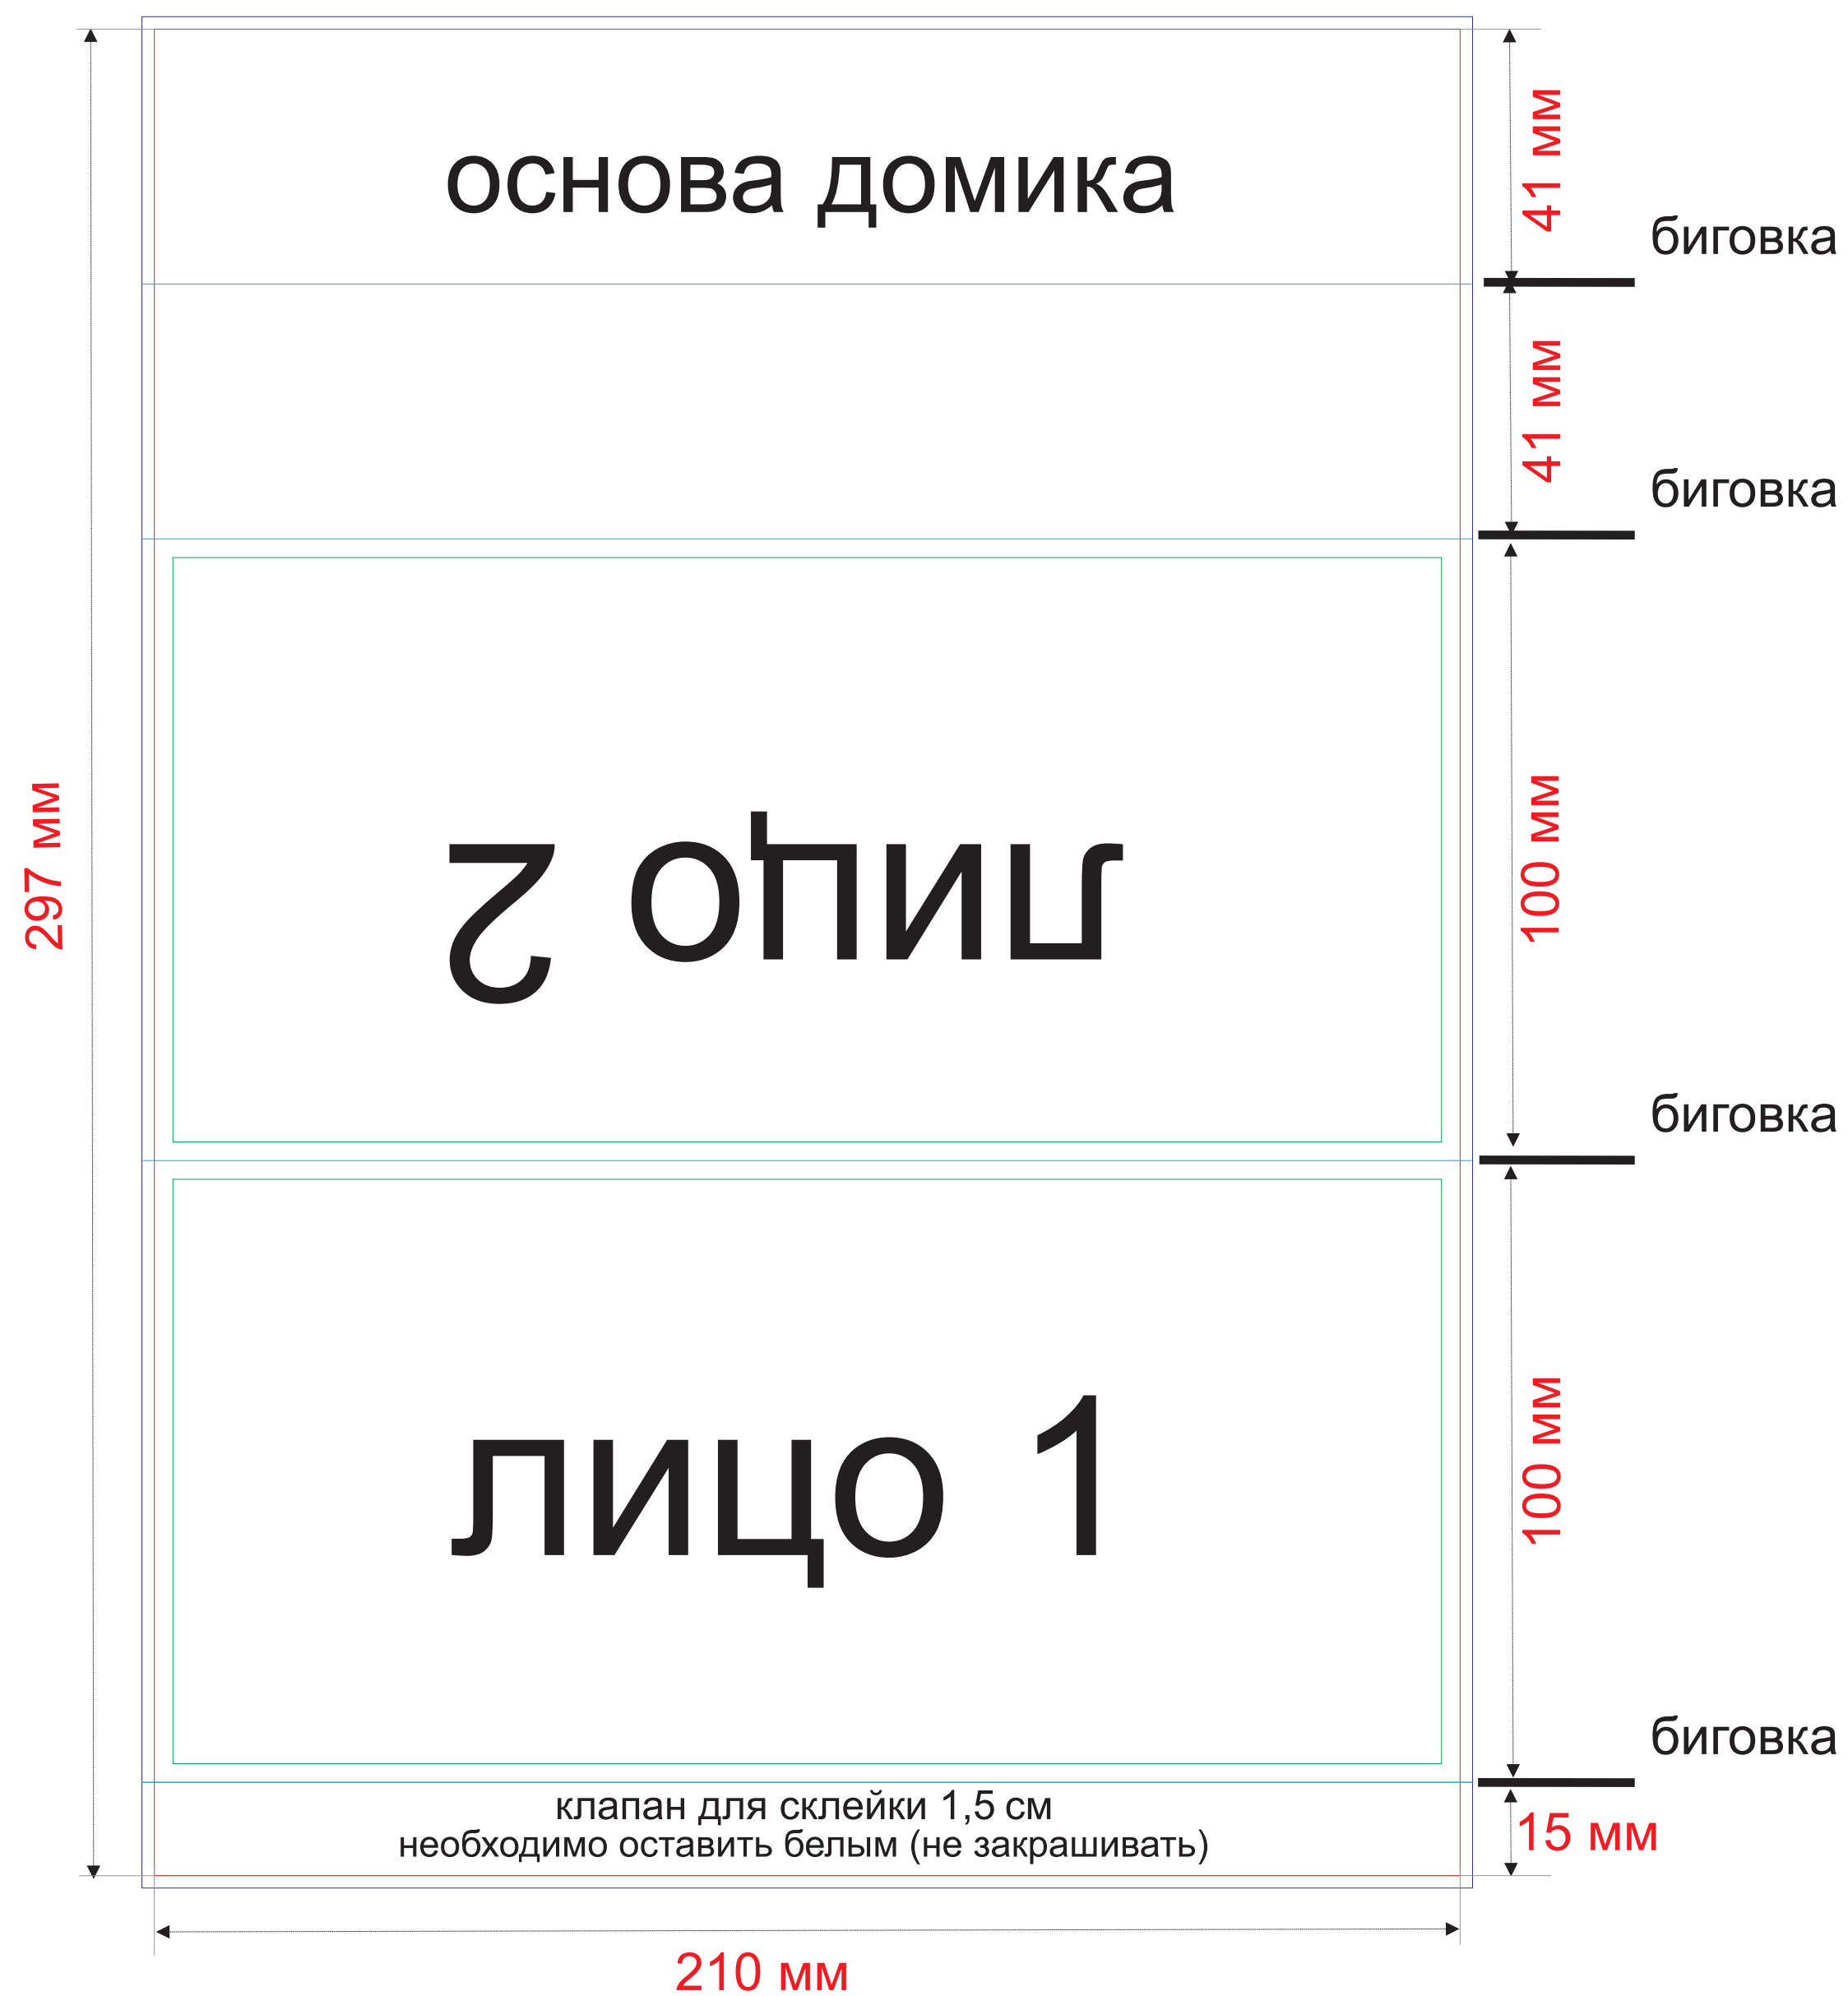 основа домика
41 мм
биговка
41 мм
биговка
297 мм
лицо 2
100 мм
биговка
лицо 1
100 мм
биговка
клапан для склейки 1,5 см
необходимо оставить белым (не закрашивать)
15 мм
210 мм